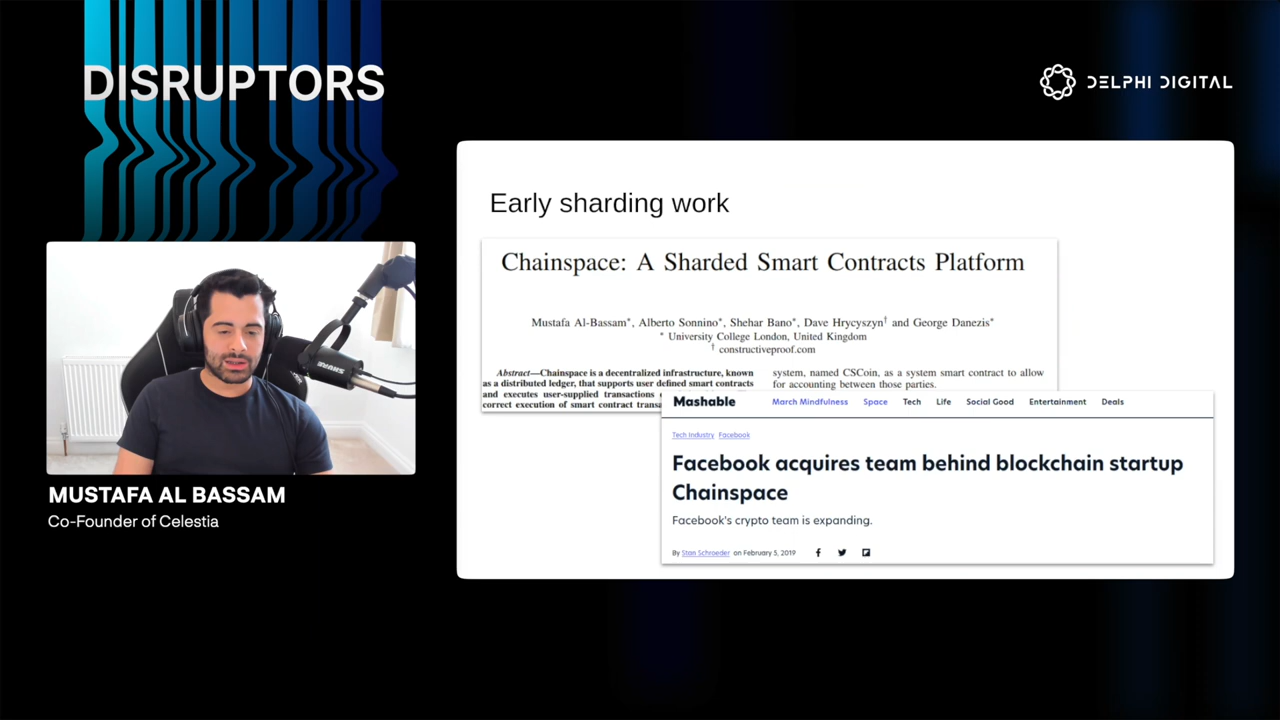 DISRUPTORS
DELPHI DIGITAL
Early sharding work
Chainspace: A Sharded Smart Contracts Platform
Mustafa Al-Bassam*, Alberto Sonnino*, Shehar Bano*, Dave Hrycyszyn† and George Danezis*
* University College London, United Kingdom
† constructiveproof.com
Abstract—Chainspace is a decentralized infrastructure, known
as a distributed ledger, that supports user defined smart contracts
and executes user-supplied transactions
correct execution of smart contract
system, named CSCoin, as a system smart contract to allow
for accounting between those parties.
Mashable
March Mindfulness Space Tech Life Social Good Entertainment Deals
Tech Industry Facebook
Facebook acquires team behind blockchain startup
Chainspace
Facebook's crypto team is expanding.
By Stan Schroeder on February 5, 2019
SHURE
MUSTAFA AL BASSAM
Co-Founder of Celestia